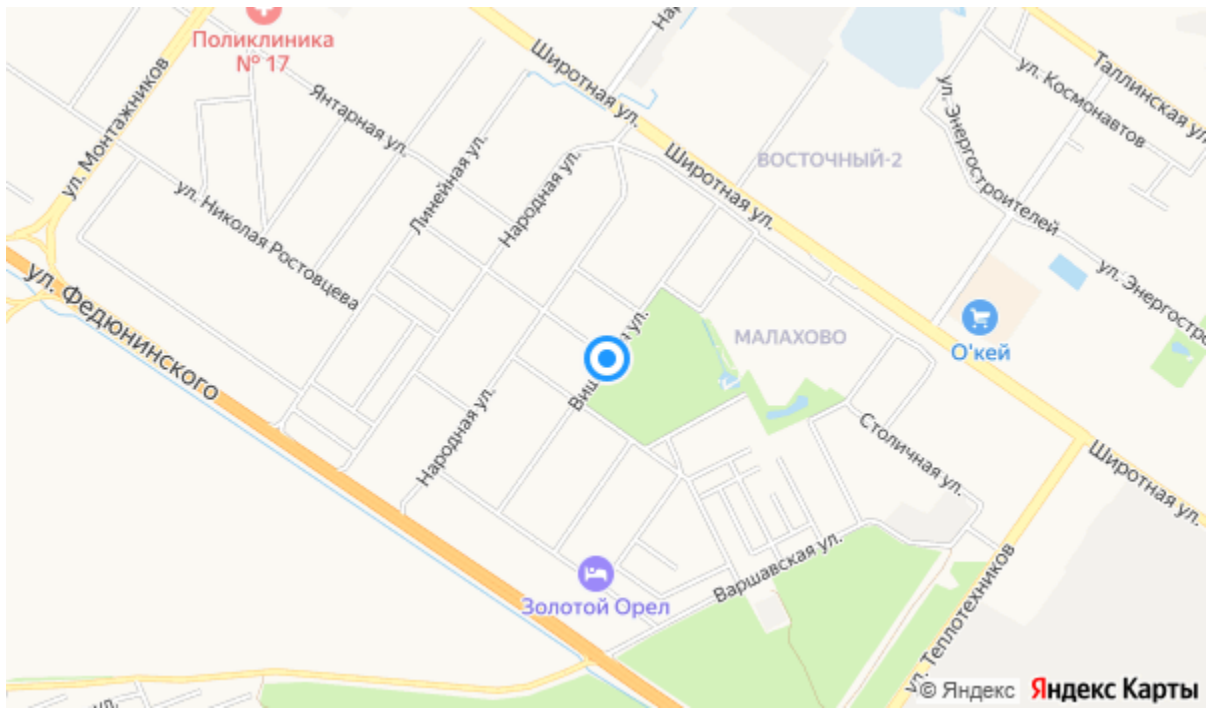 Поликлиника
№ 17
Широтная ул.
Таллинская ул.
ул. Космонавтов
ул. Монтажников
Янтарная ул.
ул. Энергостроителей
Линейная ул.
Народная ул.
Широтная ул.
ВОСТОЧНЫЙ-2
ул. Николая Ростовцева
ул. Федюнинского
МАЛАХОВО
О'кей
Народная ул.
Столичная ул.
Широтная ул.
Варшавская ул.
Золотой Орел
ул. Теплотехников
ул.
© Яндекс Яндекс Карты